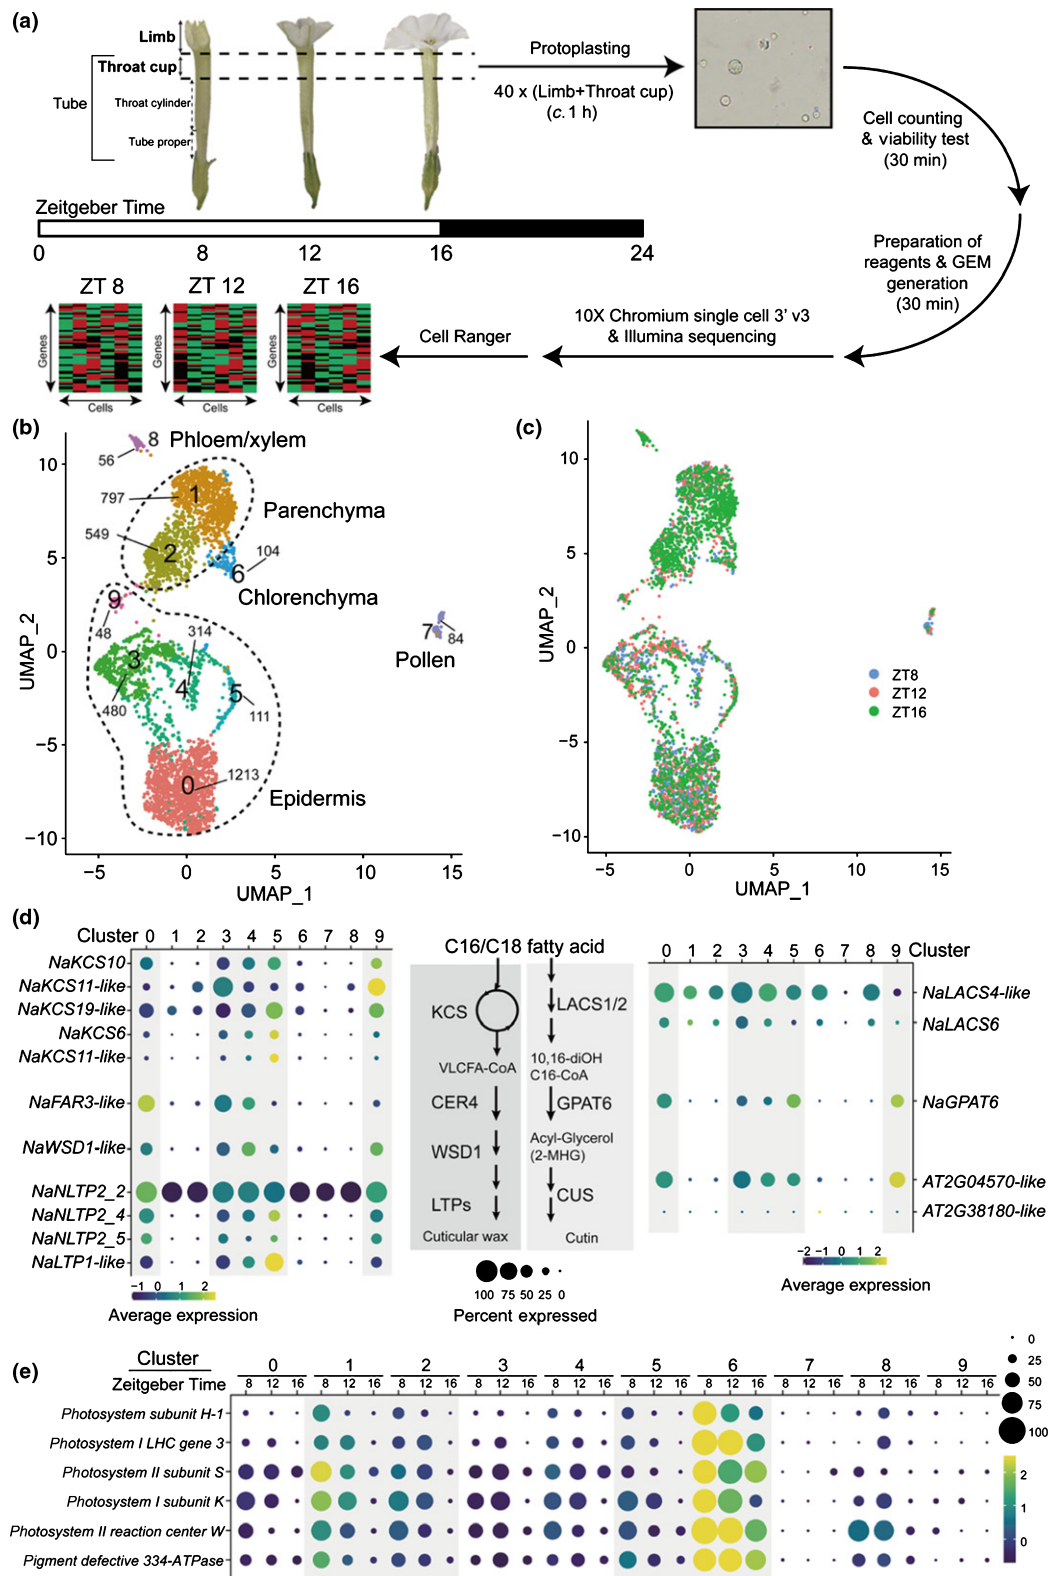 (a)
Limb
Throat cup
Tube
Throat cylinder
Tube proper
Protoplasting
40 x (Limb+Throat cup)
(c. 1 h)
Cell counting
& viability test
(30 min)
Preparation of
reagents & GEM
generation
(30 min)
10X Chromium single cell 3' v3
& Illumina sequencing
Cell Ranger
Zeitgeber Time
0 8 12 16 24
ZT 8 ZT 12 ZT 16
Genes Genes Genes
Cells Cells Cells
(b)
8 Phloem/xylem
56
10
1
797
Parenchyma
549
2
104
5
6
Chlorenchyma
9
48
314
7
84
Pollen
0
3
4
5
480
111
−5
0
1213
Epidermis
−10
−5 0 5 10 15
UMAP_1
UMAP_2
(c)
10
5
0
−5
−10
ZT8
ZT12
ZT16
−5 0 5 10 15
UMAP_1
UMAP_2
(d)
Cluster 0 1 2 3 4 5 6 7 8 9
NaKCS10
NaKCS11-like
NaKCS19-like
NaKCS6
NaKCS11-like
NaFAR3-like
NaWSD1-like
NaNLTP2_2
NaNLTP2_4
NaNLTP2_5
NaLTP1-like
−1 0 1 2
Average expression
C16/C18 fatty acid
KCS
LACS1/2
VLCFA-CoA
10,16-diOH
C16-CoA
CER4
GPAT6
WSD1
Acyl-Glycerol
(2-MHG)
LTPs
CUS
Cuticular wax
Cutin
100 75 50 25 0
Percent expressed
0 1 2 3 4 5 6 7 8 9 Cluster
NaLACS4-like
NaLACS6
NaGPAT6
AT2G04570-like
AT2G38180-like
−2 −1 0 1 2
Average expression
(e)
Cluster 0 1 2 3 4 5 6 7 8 9
Zeitgeber Time 8 12 16 8 12 16 8 12 16 8 12 16 8 12 16 8 12 16 8 12 16 8 12 16 8 12 16 8 12 16
Photosystem subunit H-1
Photosystem I LHC gene 3
Photosystem II subunit S
Photosystem I subunit K
Photosystem II reaction center W
Pigment defective 334-ATPase
0
25
50
75
100
2
1
0